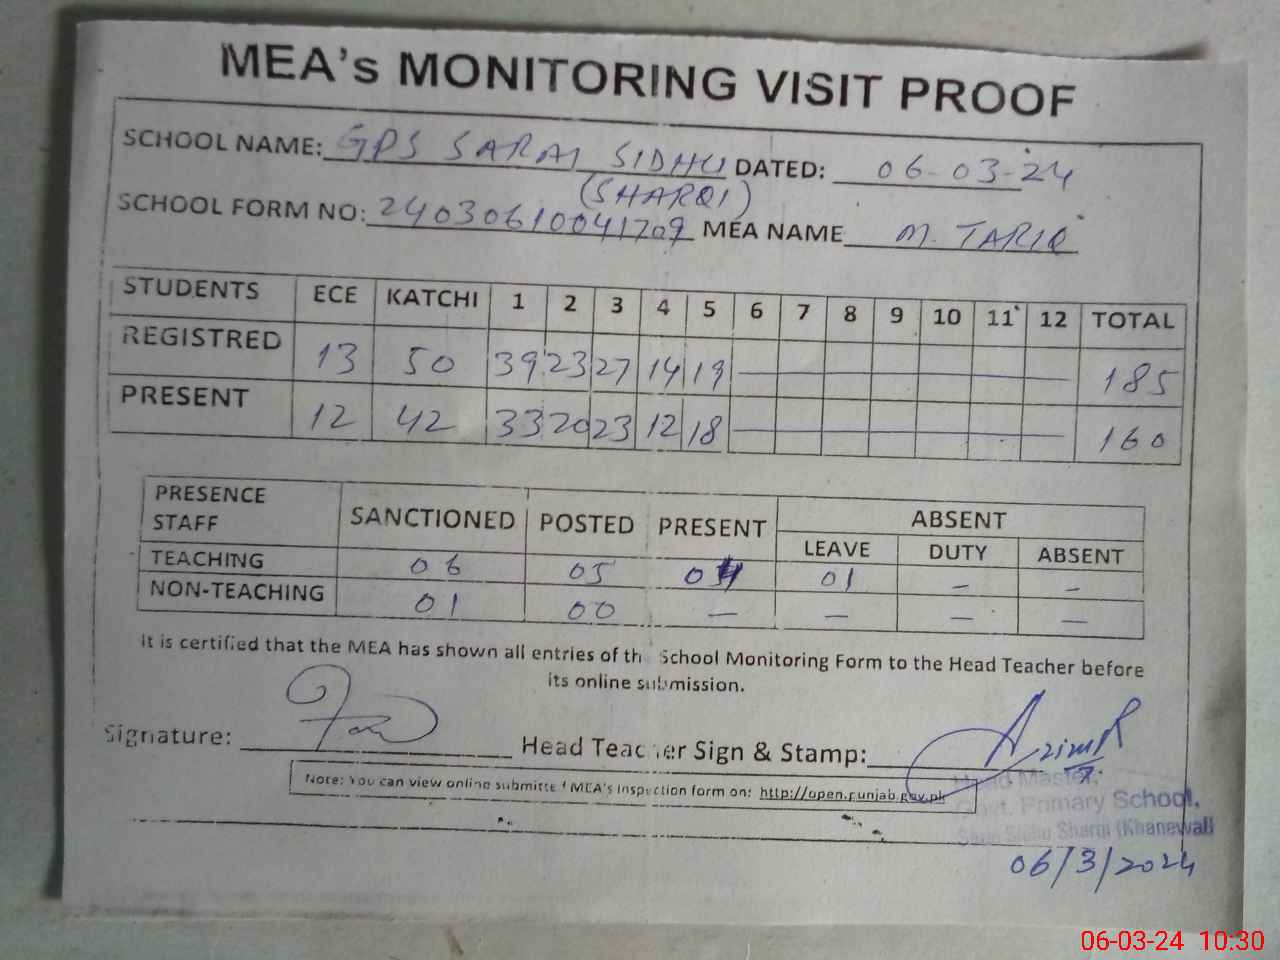 MEA's MONITORING VISIT PROOF
SCHOOL NAME: GPS SARAI SIDHU DATED: 06-03-24
(SHARQI)
SCHOOL FORM NO: 24030610041709 MEA NAME M. TARIQ
STUDENTS ECE KATCHI 1 2 3 4 5 6 7 8 9 10 11 12 TOTAL
REGISTRED 13 50 39 23 27 14 19 185
PRESENT 12 42 33 20 23 12 18 160
PRESENCE STAFF SANCTIONED POSTED PRESENT ABSENT
LEAVE DUTY ABSENT
TEACHING 06 05 04 01 - -
NON-TEACHING 01 00 - - - -
It is certified that the MEA has shown all entries of the School Monitoring Form to the Head Teacher before
its online submission.
Signature: Head Teacher Sign & Stamp:
Note: You can view online submitted MEA's Inspection form on: http://open.punjab.gov.pk
Head Master,
Govt. Primary School,
Sarai Sidhu Sharqi (Khanewal)
06/3/2024
06-03-24 10:30